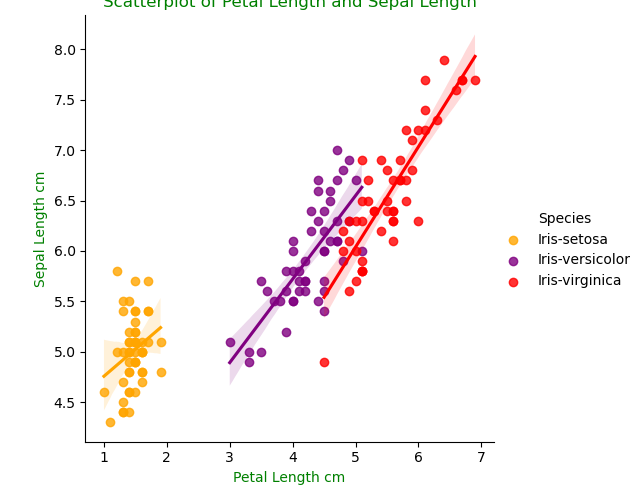 Scatterplot of Petal Length and Sepal Length
8.0
7.5
7.0
6.5
6.0
5.5
5.0
4.5
Sepal Length cm
1 2 3 4 5 6 7
Petal Length cm
Species
Iris-setosa
Iris-versicolor
Iris-virginica